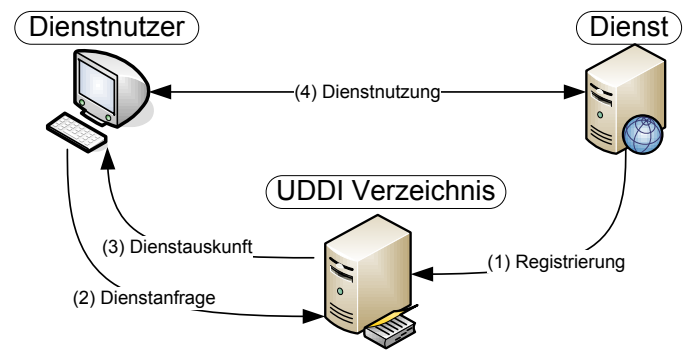 Dienstnutzer
Dienst
(4) Dienstnutzung
UDDI Verzeichnis
(3) Dienstauskunft
(1) Registrierung
(2) Dienstanfrage